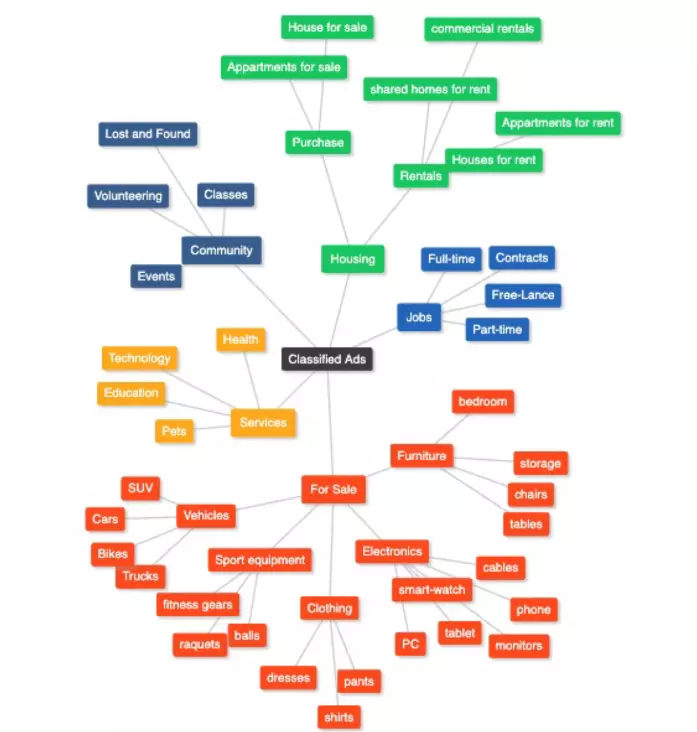 House for sale
commercial rentals
Appartments for sale
shared homes for rent
Appartments for rent
Lost and Found
Purchase
Houses for rent
Rentals
Volunteering
Classes
Community
Housing
Full-time
Contracts
Events
Free-Lance
Jobs
Part-time
Health
Technology
Classified Ads
Education
bedroom
Services
Pets
Furniture
storage
SUV
For Sale
chairs
Cars
Vehicles
tables
Bikes
Sport equipment
Electronics
Trucks
cables
smart-watch
fitness gears
Clothing
phone
raquets
balls
PC
tablet
monitors
dresses
pants
shirts